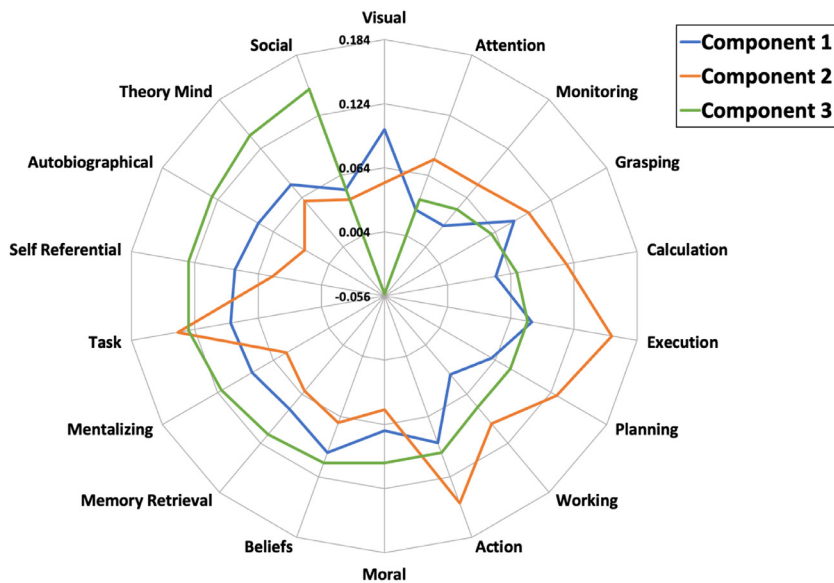 Visual
0.184
Social
Attention
Component 1
Component 2
Component 3
Theory Mind
0.124
Monitoring
Autobiographical
0.064
Grasping
Self Referential
0.004
Calculation
-0.056
Task
Execution
Mentalizing
Planning
Memory Retrieval
Working
Beliefs
Action
Moral